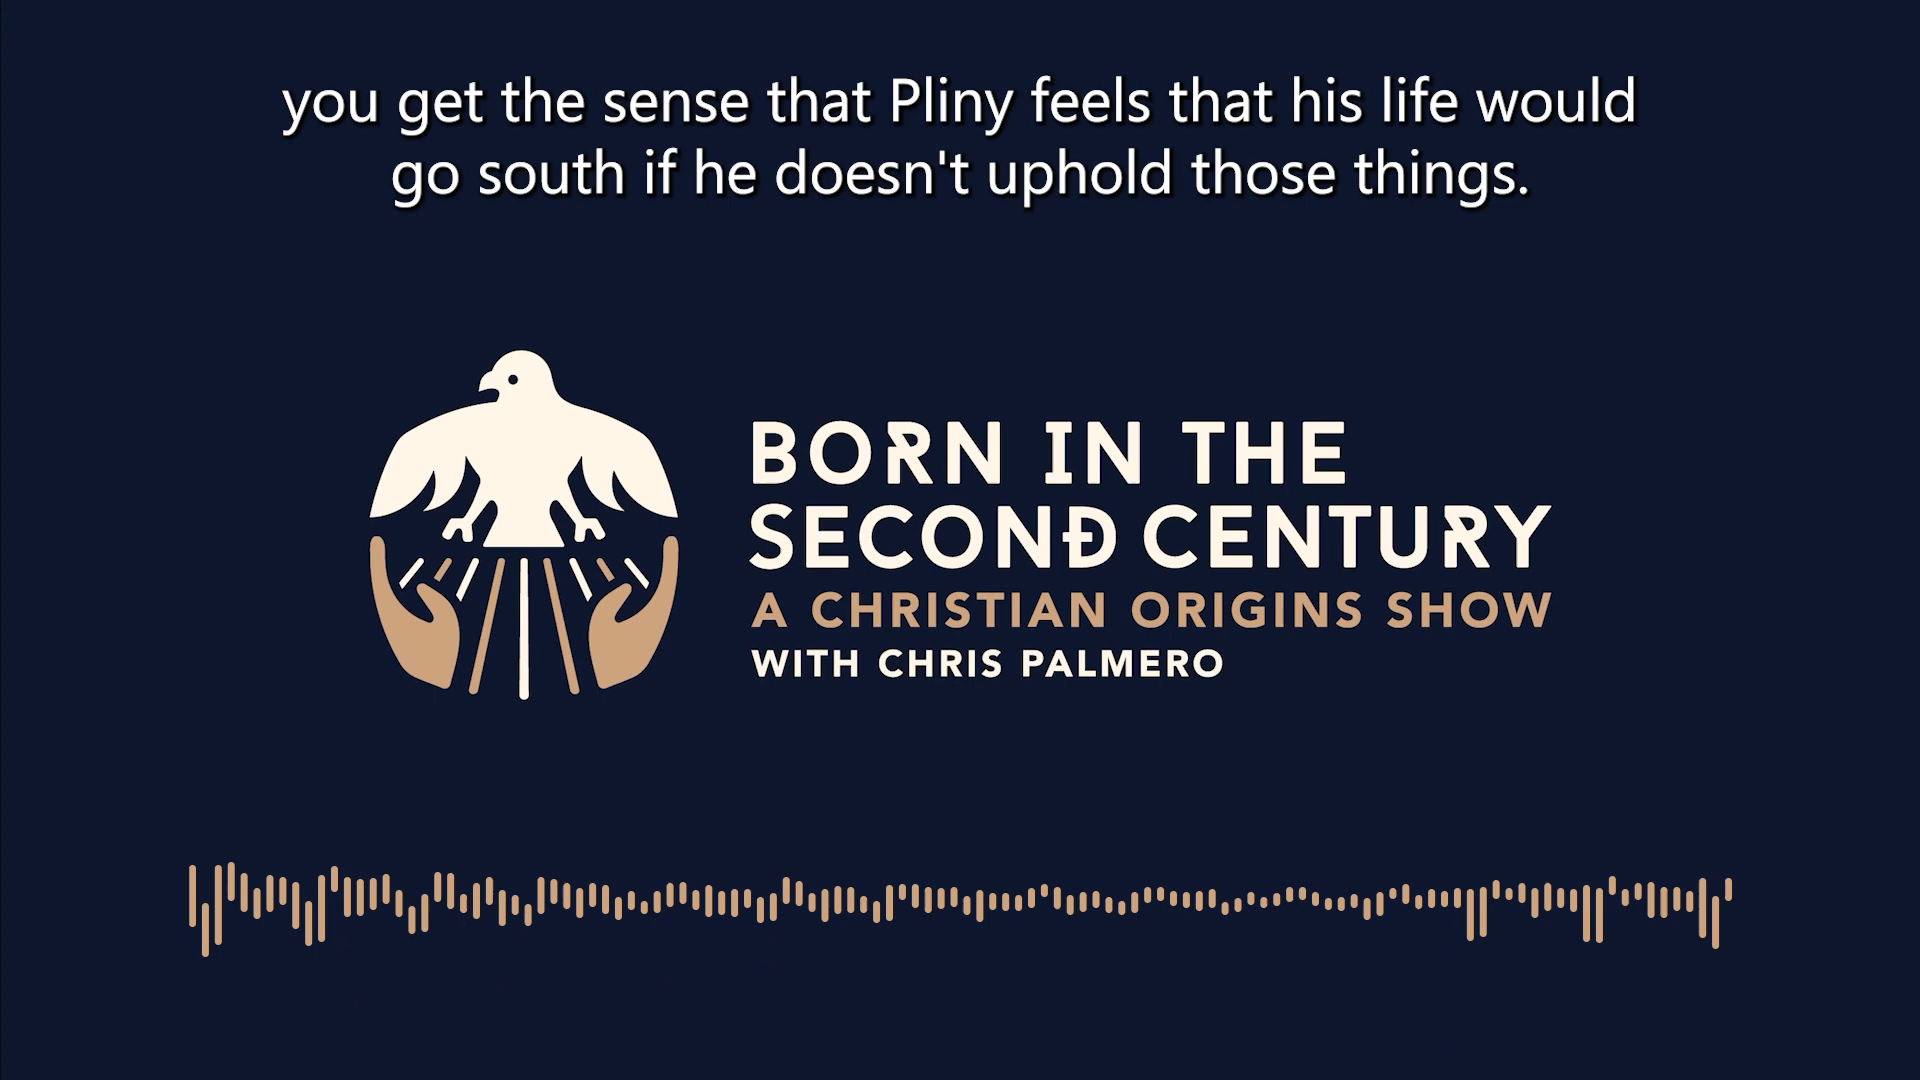 you get the sense that Pliny feels that his life would
go south if he doesn't uphold those things.
BORN IN THE
SECOND CENTURY
A CHRISTIAN ORIGINS SHOW
WITH CHRIS PALMERO